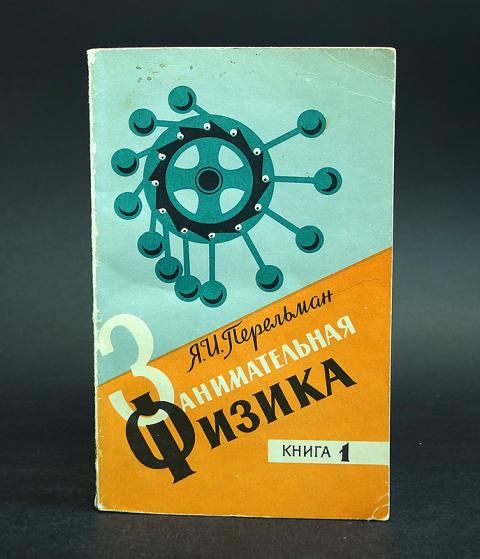 Я.И.Перельман
Занимательная
Физика
КНИГА 1